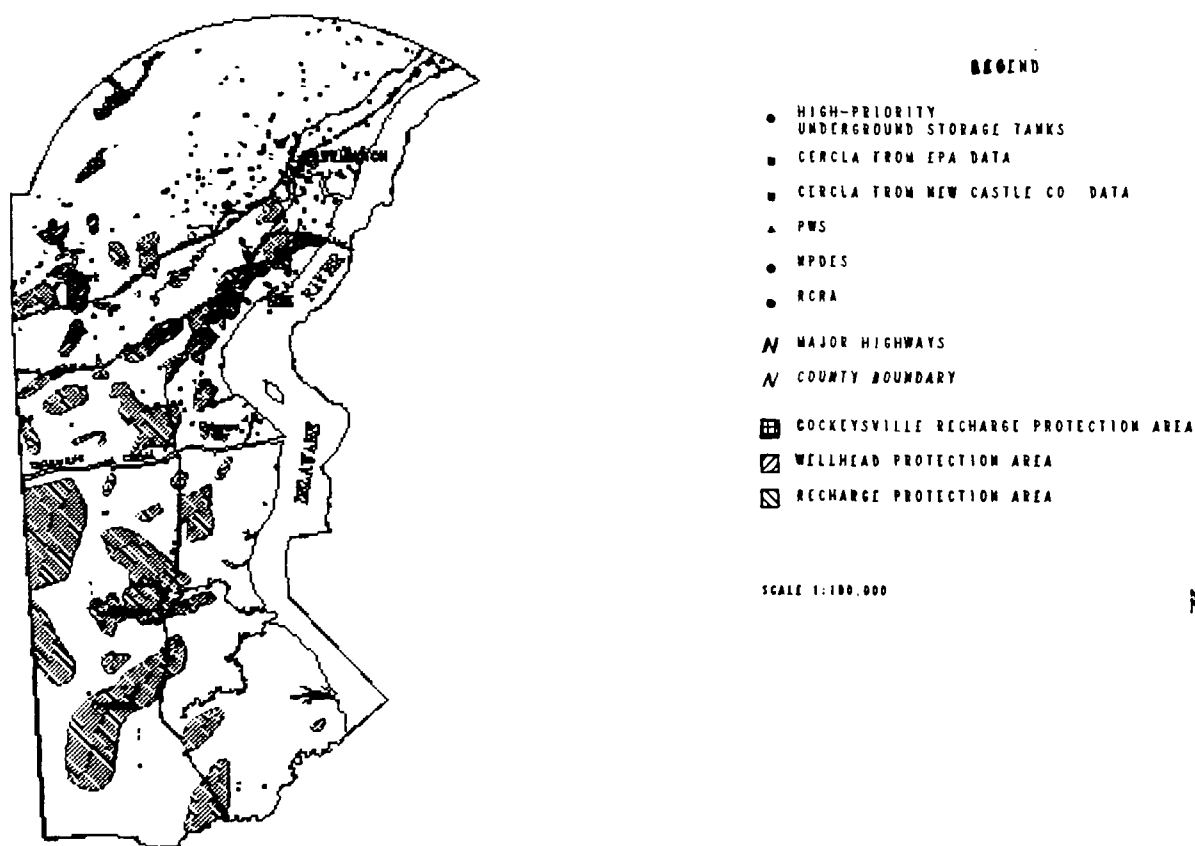 LEGEND
HIGH-PRIORITY
UNDERGROUND STORAGE TANKS
CERCLA FROM EPA DATA
CERCLA FROM NEW CASTLE CO DATA
PWS
NPDES
RCRA
MAJOR HIGHWAYS
COUNTY BOUNDARY
COCKEYSVILLE RECHARGE PROTECTION AREA
WELLHEAD PROTECTION AREA
RECHARGE PROTECTION AREA
SCALE 1:100,000
N
WILMINGTON
RIVER
DELAWARE